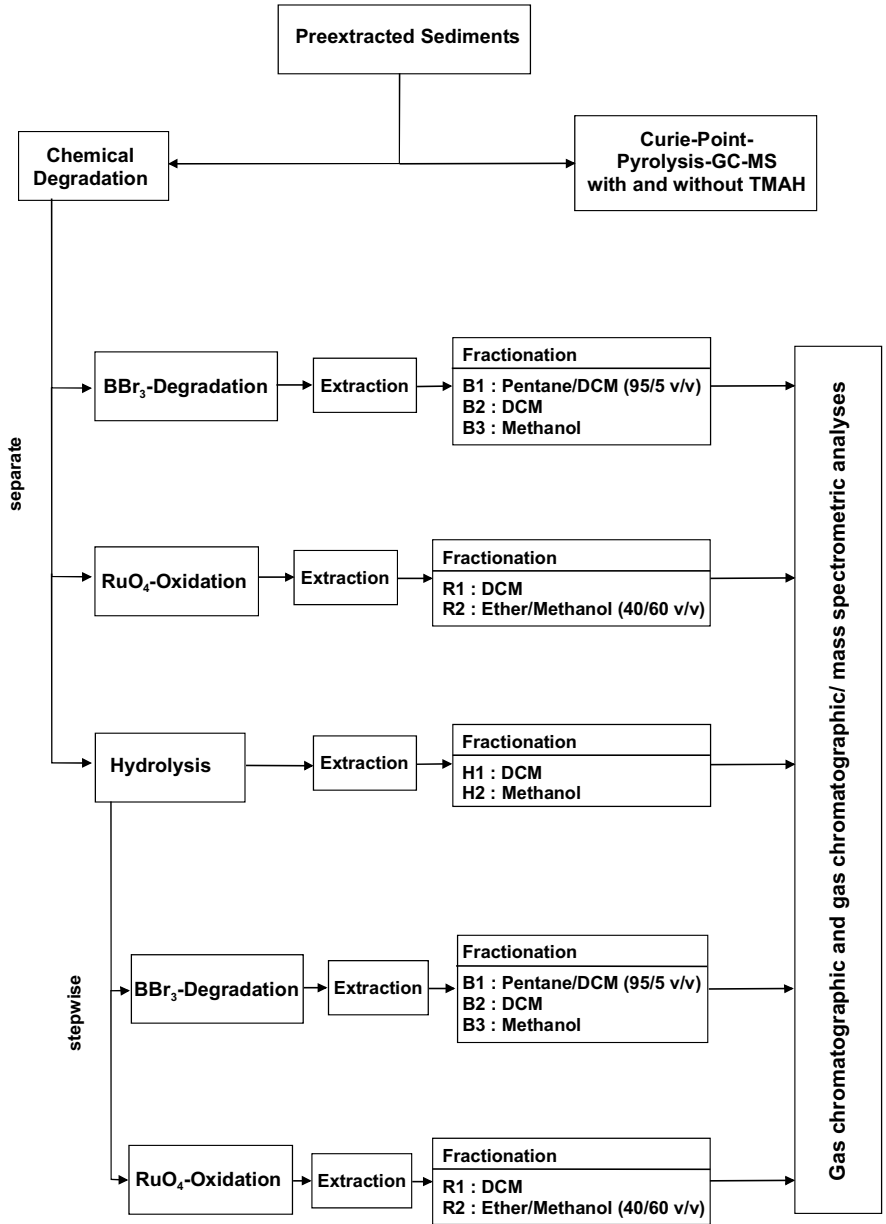 Preextracted Sediments
Chemical
Degradation
Curie-Point-
Pyrolysis-GC-MS
with and without TMAH
separate
BBr₃-Degradation
Extraction
Fractionation
B1 : Pentane/DCM (95/5 v/v)
B2 : DCM
B3 : Methanol
RuO₄-Oxidation
Extraction
Fractionation
R1 : DCM
R2 : Ether/Methanol (40/60 v/v)
Hydrolysis
Extraction
Fractionation
H1 : DCM
H2 : Methanol
stepwise
BBr₃-Degradation
Extraction
Fractionation
B1 : Pentane/DCM (95/5 v/v)
B2 : DCM
B3 : Methanol
RuO₄-Oxidation
Extraction
Fractionation
R1 : DCM
R2 : Ether/Methanol (40/60 v/v)
Gas chromatographic and gas chromatographic/ mass spectrometric analyses